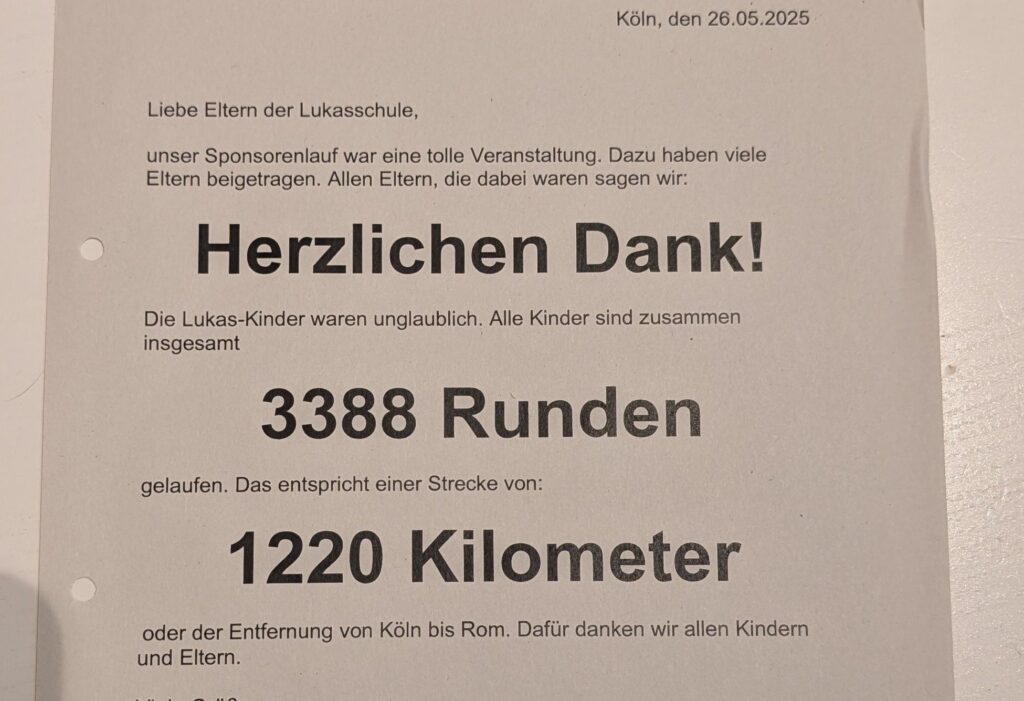 Köln, den 26.05.2025
Liebe Eltern der Lukasschule,
unser Sponsorenlauf war eine tolle Veranstaltung. Dazu haben viele
Eltern beigetragen. Allen Eltern, die dabei waren sagen wir:
Herzlichen Dank!
Die Lukas-Kinder waren unglaublich. Alle Kinder sind zusammen
insgesamt
3388 Runden
gelaufen. Das entspricht einer Strecke von:
1220 Kilometer
oder der Entfernung von Köln bis Rom. Dafür danken wir allen Kindern
und Eltern.